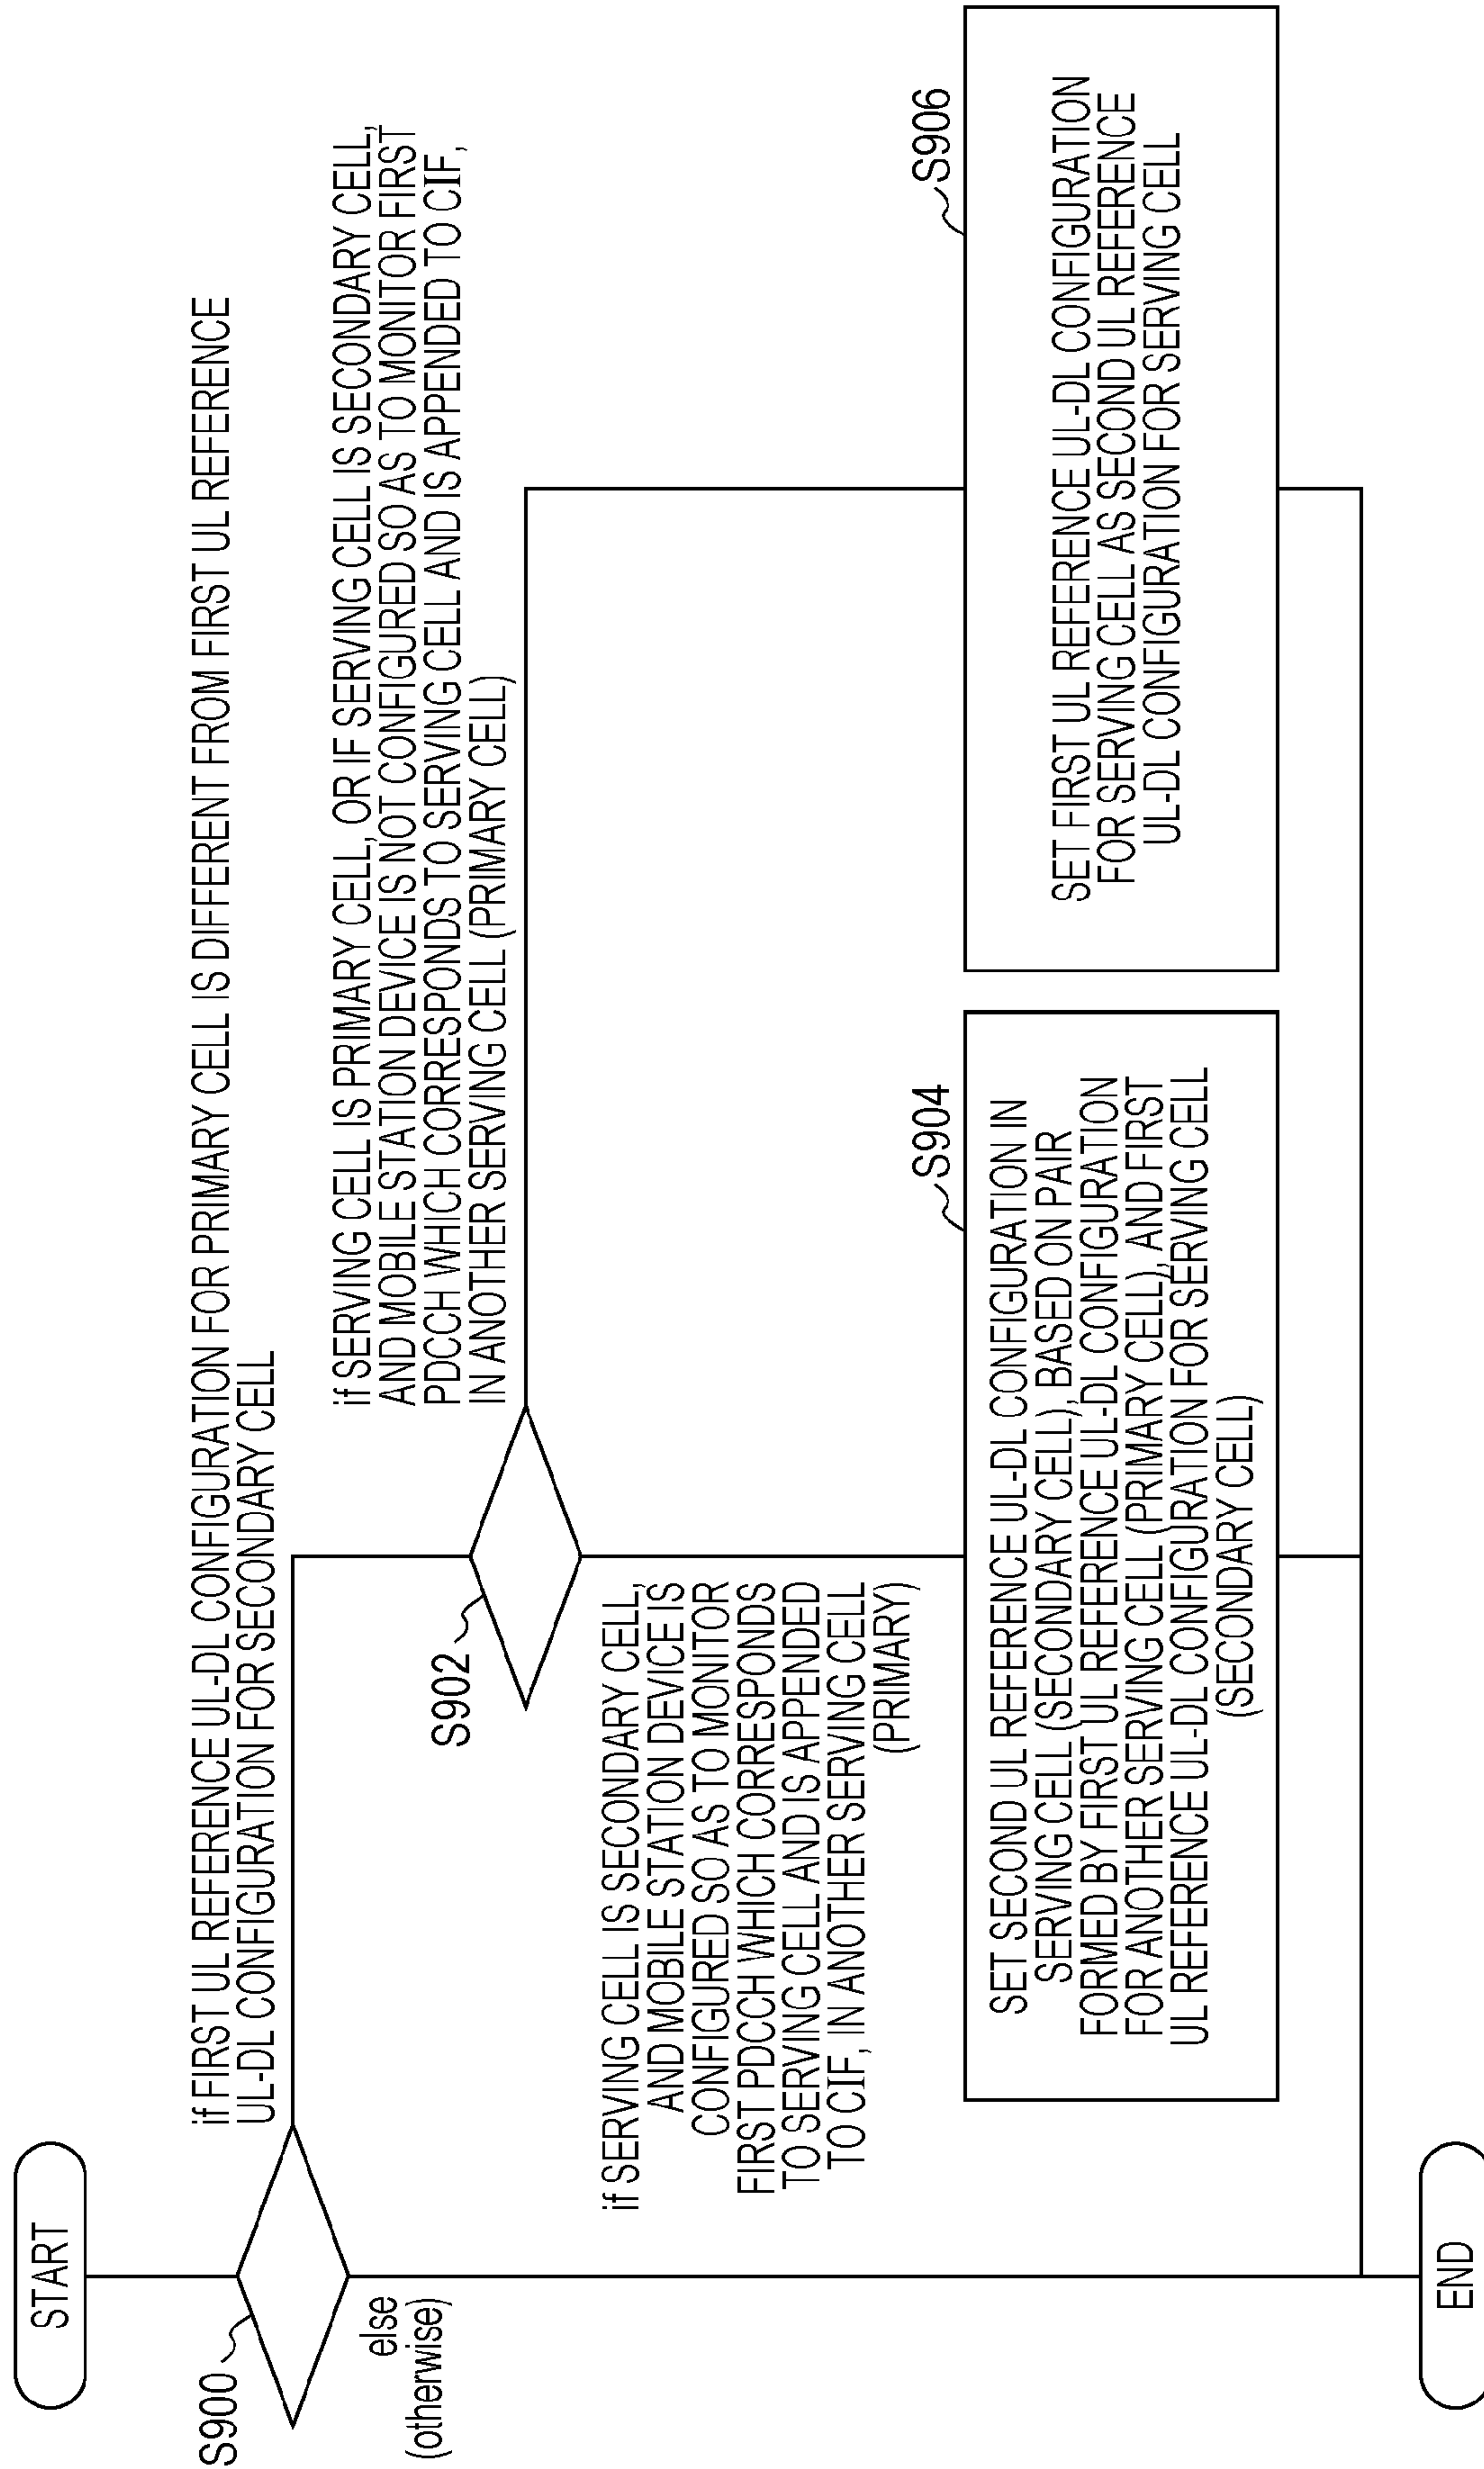 START
S900
if FIRST UL REFERENCE UL-DL CONFIGURATION FOR PRIMARY CELL IS DIFFERENT FROM FIRST UL REFERENCE
UL-DL CONFIGURATION FOR SECONDARY CELL
else
(otherwise)
S902
if SERVING CELL IS PRIMARY CELL, OR IF SERVING CELL IS SECONDARY CELL,
AND MOBILE STATION DEVICE IS NOT CONFIGURED SO AS TO MONITOR FIRST
PDCCH WHICH CORRESPONDS TO SERVING CELL AND IS APPENDED TO CIF,
IN ANOTHER SERVING CELL (PRIMARY CELL)
if SERVING CELL IS SECONDARY CELL,
AND MOBILE STATION DEVICE IS
CONFIGURED SO AS TO MONITOR
FIRST PDCCH WHICH CORRESPONDS
TO SERVING CELL AND IS APPENDED
TO CIF, IN ANOTHER SERVING CELL
(PRIMARY)
S904
SET SECOND UL REFERENCE UL-DL CONFIGURATION IN
SERVING CELL (SECONDARY CELL), BASED ON PAIR
FORMED BY FIRST UL REFERENCE UL-DL CONFIGURATION
FOR ANOTHER SERVING CELL (PRIMARY CELL), AND FIRST
UL REFERENCE UL-DL CONFIGURATION FOR SERVING CELL
(SECONDARY CELL)
S906
SET FIRST UL REFERENCE UL-DL CONFIGURATION
FOR SERVING CELL AS SECOND UL REFERENCE
UL-DL CONFIGURATION FOR SERVING CELL
END